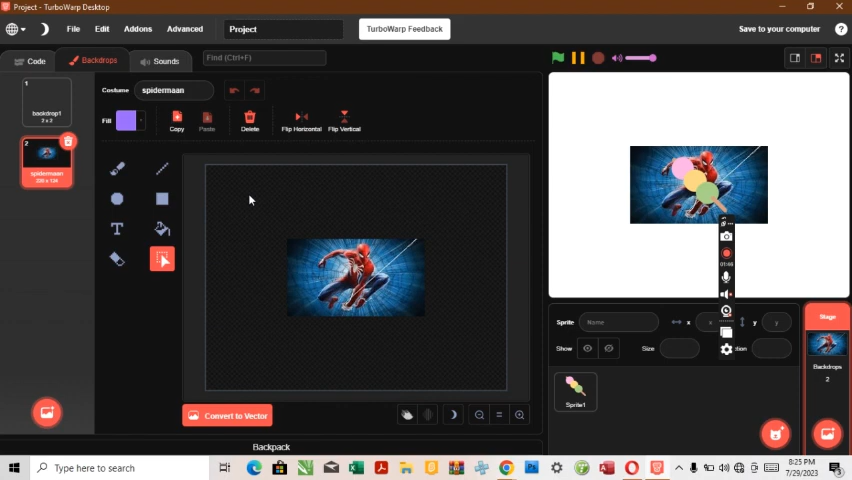 Project - TurboWarp Desktop
File Edit Addons Advanced Project TurboWarp Feedback Save to your computer
Code Backdrops Sounds Find (Ctrl+F)
1
backdrop1
2 x 2
2
spidermaan
Costume spidermaan
Fill Copy Paste Delete Flip Horizontal Flip Vertical
T
Convert to Vector
Backpack
01:48
Sprite Name x x y y
Show Size
Sprite1
Stage
Backdrops
2
Type here to search
8:25 PM
7/29/2023
3